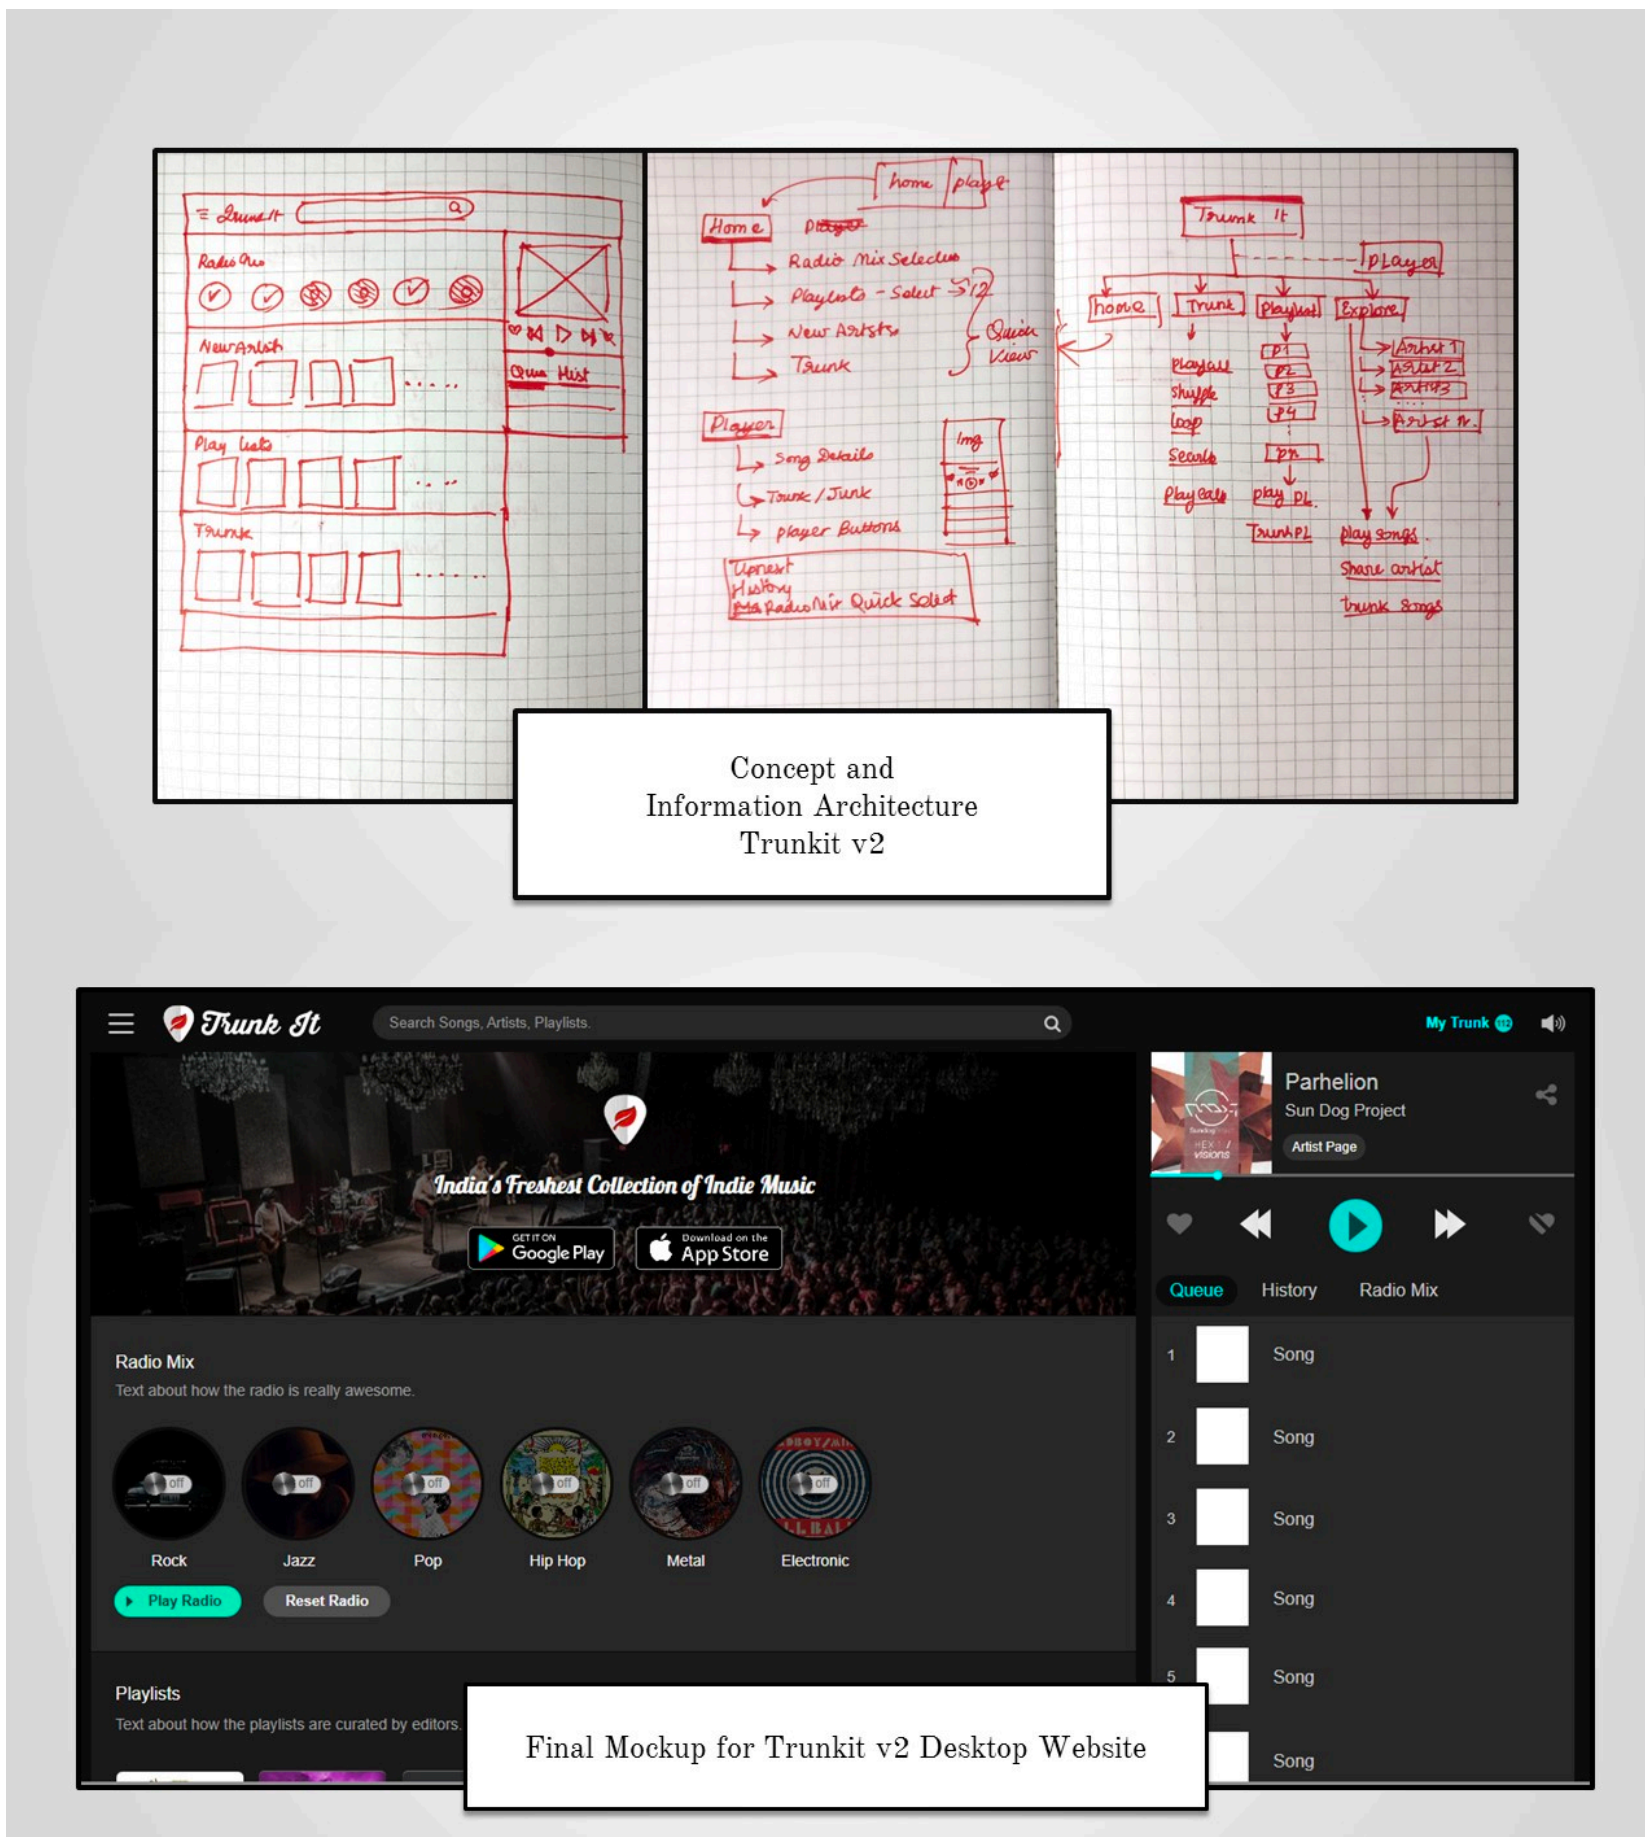 Trunk It
Radio
New Artist
Play Lists
Trunk
home
Home
Radio Mix Selection
Playlists - Select
New Artists
Trunk
Quick
View
Player
Song Details
Trunk / Junk
player Buttons
Img
Upnext
History
Radio Mix Quick Select
Trunk It
player
home
Trunk
Playlist
Explore
P1
P2
P3
P4
Pn
Artist 1
Artist 2
Artist 3
Artist N.
Shuffle
Loop
play PL.
Trunk PL
play songs.
Share artist
trunk songs
Concept and
Information Architecture
Trunkit v2
Trunk It
Search Songs, Artists, Playlists.
My Trunk 112
India's Freshest Collection of Indie Music
GET IT ON
Google Play
Download on the
App Store
Parhelion
Sun Dog Project
Artist Page
HEX 1 /
visions
Queue History Radio Mix
Radio Mix
Text about how the radio is really awesome.
off off off off off off
Rock Jazz Pop Hip Hop Metal Electronic
Play Radio Reset Radio
Playlists
Text about how the playlists are curated by editors.
1 Song
2 Song
3 Song
4 Song
5 Song
Song
Final Mockup for Trunkit v2 Desktop Website